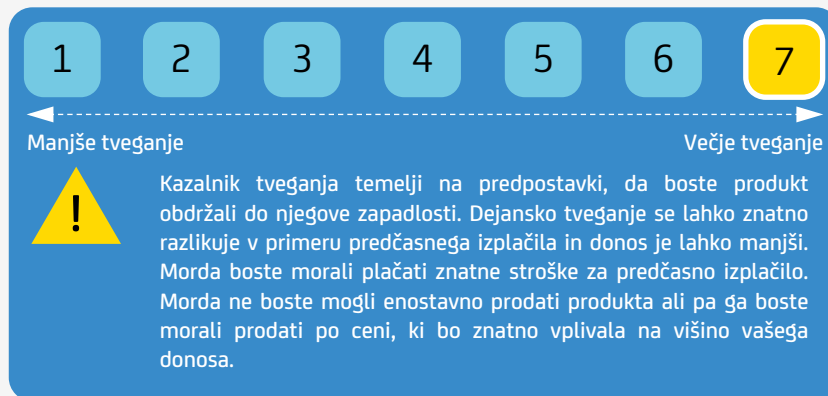 1 2 3 4 5 6 7
Manjše tveganje Večje tveganje
! Kazalnik tveganja temelji na predpostavki, da boste produkt
obdržali do njegove zapadlosti. Dejansko tveganje se lahko znatno
razlikuje v primeru predčasnega izplačila in donos je lahko manjši.
Morda boste morali plačati znatne stroške za predčasno izplačilo.
Morda ne boste mogli enostavno prodati produkta ali pa ga boste
morali prodati po ceni, ki bo znatno vplivala na višino vašega
donosa.